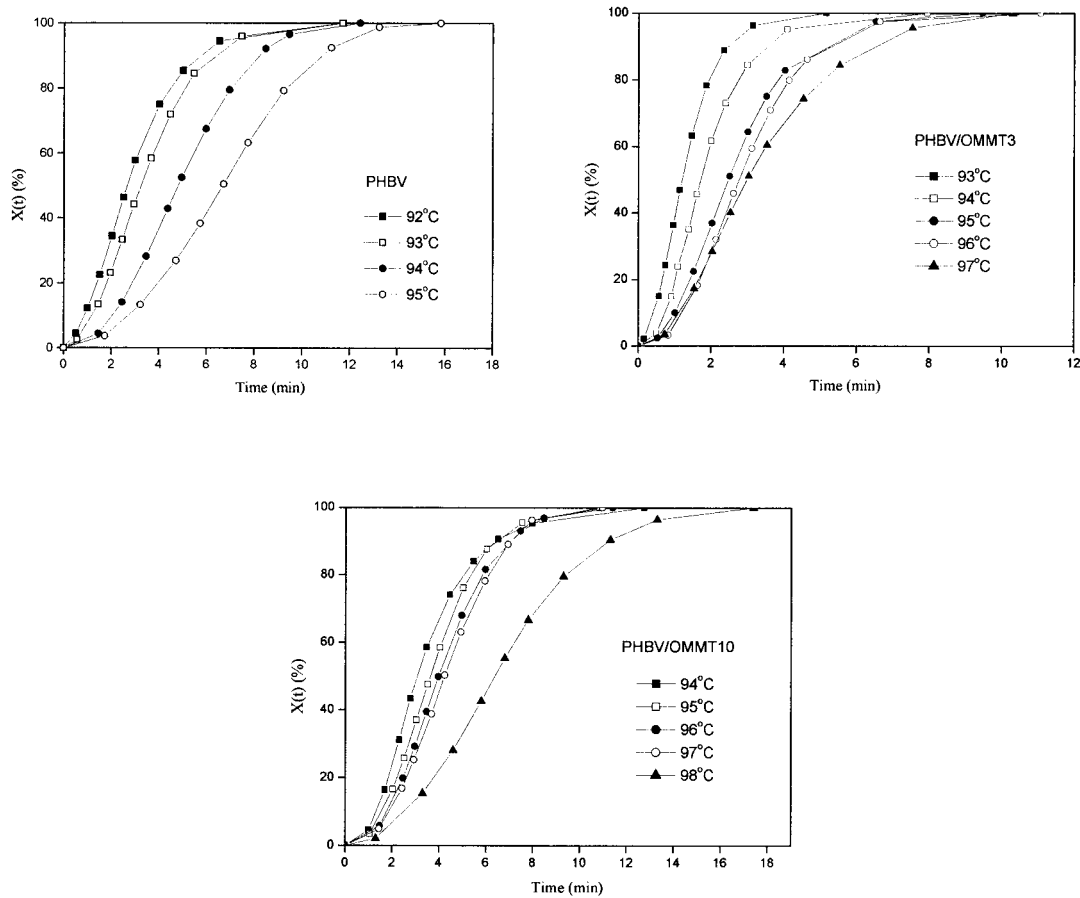 100
80
60
40
20
0
X(t) (%)
PHBV
92°C
93°C
94°C
95°C
0 2 4 6 8 10 12 14 16 18
Time (min)
100
80
60
40
20
0
X(t) (%)
PHBV/OMMT3
93°C
94°C
95°C
96°C
97°C
0 2 4 6 8 10 12
Time (min)
100
80
60
40
20
0
X(t) (%)
PHBV/OMMT10
94°C
95°C
96°C
97°C
98°C
0 2 4 6 8 10 12 14 16 18
Time (min)